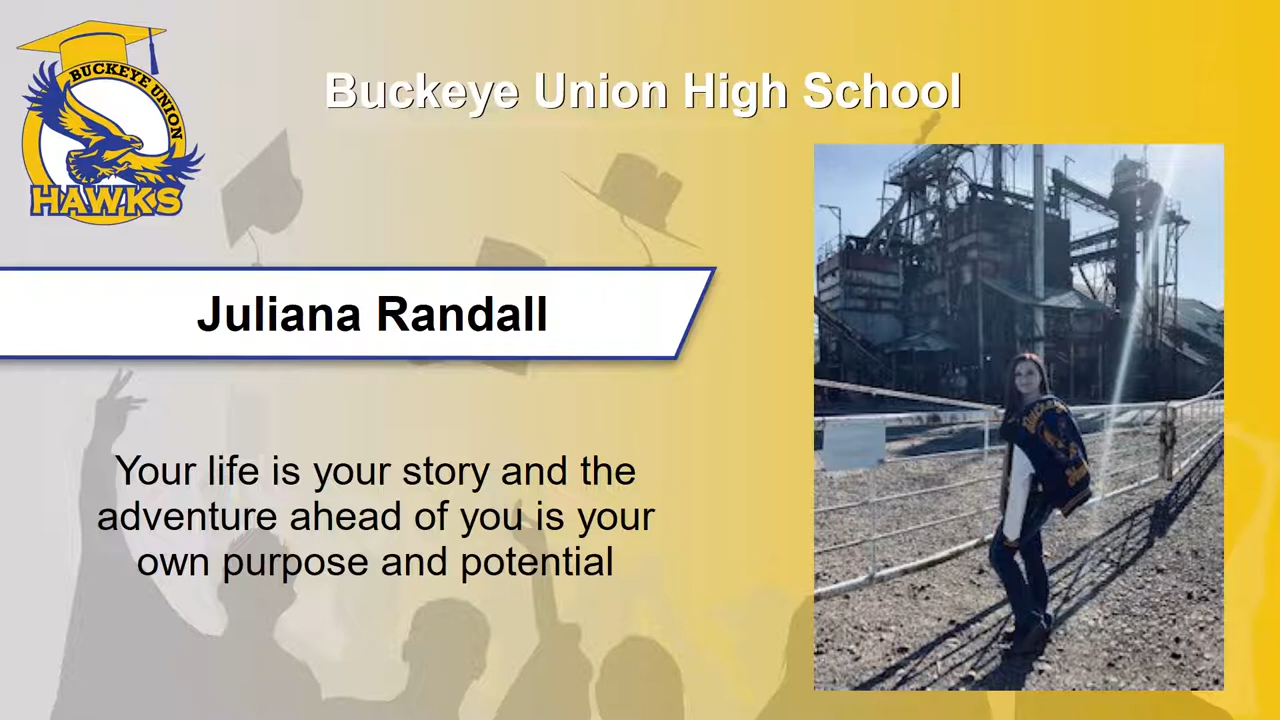 BUCKEYE UNION
HAWKS
Buckeye Union High School
Juliana Randall
Your life is your story and the
adventure ahead of you is your
own purpose and potential